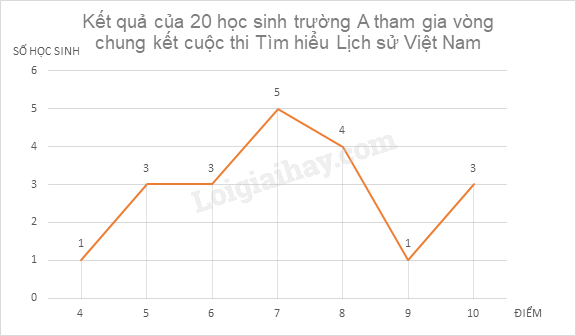 Kết quả của 20 học sinh trường A tham gia vòng
chung kết cuộc thi Tìm hiểu Lịch sử Việt Nam
SỐ HỌC SINH
6
5
4
3
2
1
0
1
3
3
5
4
1
3
Loigiaihay.com
4 5 6 7 8 9 10 ĐIỂM